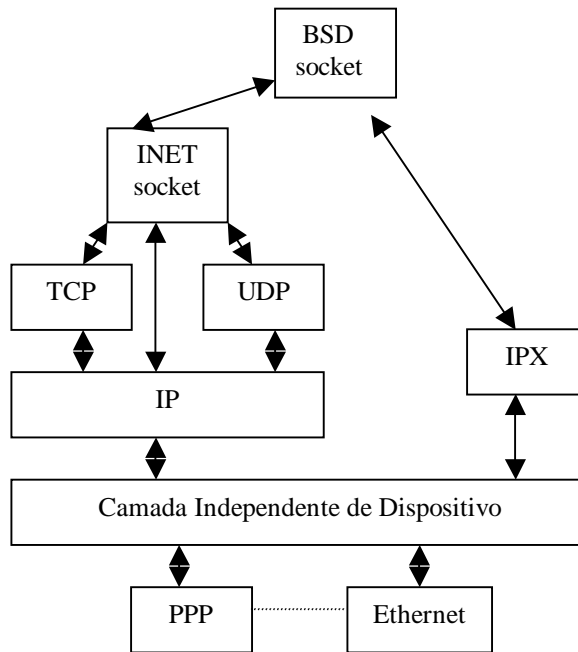 BSD
socket
INET
socket
TCP
UDP
IPX
IP
Camada Independente de Dispositivo
PPP
Ethernet